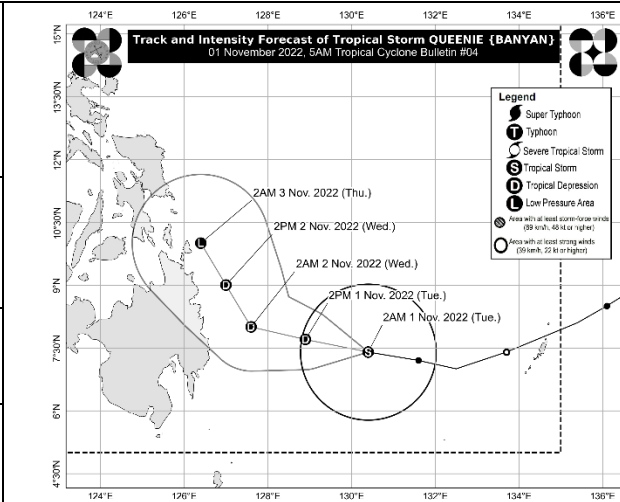 124°E 126°E 128°E 130°E 132°E 134°E 136°E
Track and Intensity Forecast of Tropical Storm QUEENIE {BANYAN}
01 November 2022, 5AM Tropical Cyclone Bulletin #04
15°N
13°30'N
12°N
10°30'N
9°N
7°30'N
6°N
4°30'N
Legend
Super Typhoon
T Typhoon
Severe Tropical Storm
S Tropical Storm
D Tropical Depression
L Low Pressure Area
Area with at least storm-force winds
(89 km/h, 48 kt or higher)
Area with at least strong winds
(39 km/h, 22 kt or higher)
2AM 3 Nov. 2022 (Thu.)
L
2PM 2 Nov. 2022 (Wed.)
D
2AM 2 Nov. 2022 (Wed.)
D
2PM 1 Nov. 2022 (Tue.)
D
2AM 1 Nov. 2022 (Tue.)
S
124°E 126°E 128°E 130°E 132°E 134°E 136°E